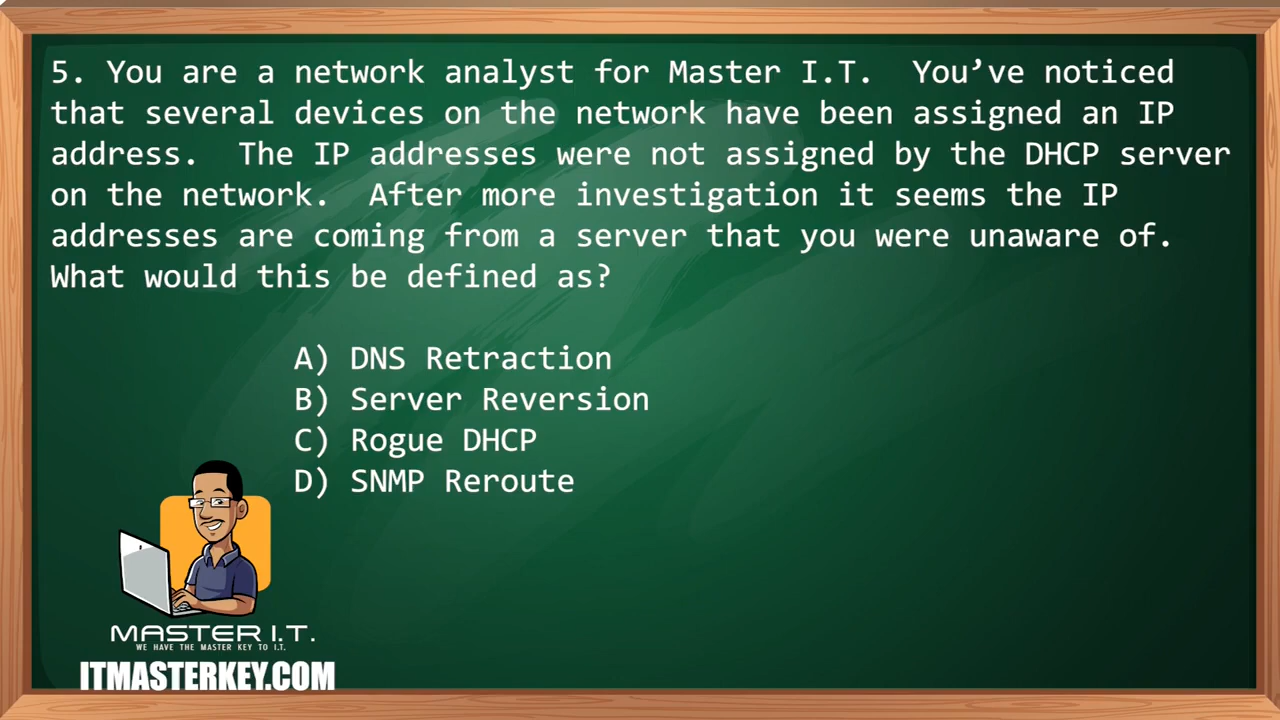 5. You are a network analyst for Master I.T.  You’ve noticed
that several devices on the network have been assigned an IP
address.  The IP addresses were not assigned by the DHCP server
on the network.  After more investigation it seems the IP
addresses are coming from a server that you were unaware of.
What would this be defined as?
A) DNS Retraction
B) Server Reversion
C) Rogue DHCP
D) SNMP Reroute
MASTER I.T.
WE HAVE THE MASTER KEY TO I.T.
ITMASTERKEY.COM